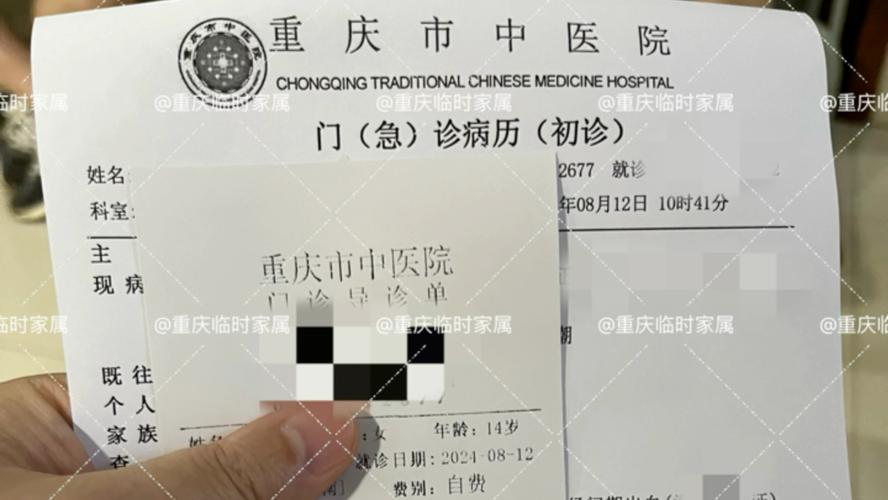 重庆市中医院
CHONGQING TRADITIONAL CHINESE MEDICINE HOSPITAL
@重庆临时家属 @重庆临时家属 @重庆临时家属 @重庆临时家属
门（急）诊病历（初诊）
姓名: 2677 就诊
科室: 年08月12日 10时41分
主
现 病
潮
既 往
个 人
家 族
查
重庆市中医院
门 诊 导 诊 单
@重庆临时家属 @重庆临时家属 @重庆临时家属 @重庆临时家属
:女 年龄: 14岁
就诊日期: 2024-08-12
费别: 自费